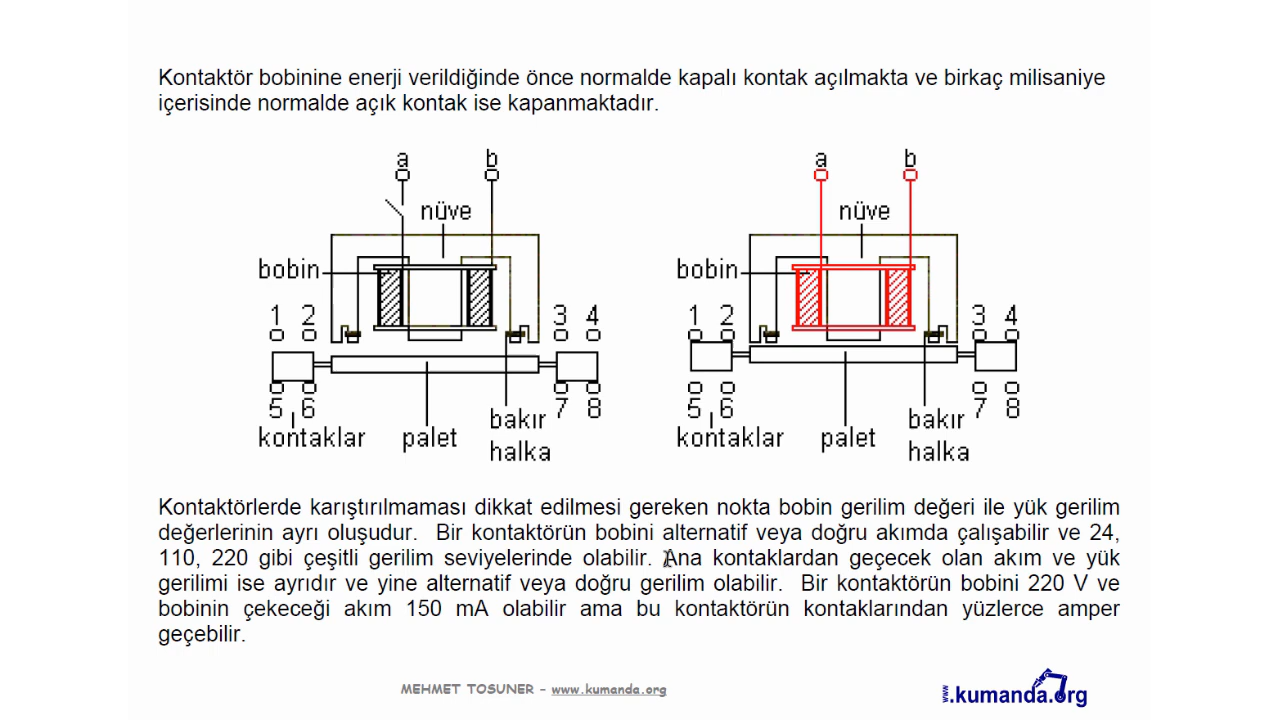 Kontaktör bobinine enerji verildiğinde önce normalde kapalı kontak açılmakta ve birkaç milisaniye
içerisinde normalde açık kontak ise kapanmaktadır.
a b
nüve
bobin
1 2 3 4
5 6 7 8
kontaklar palet bakır
halka
a b
nüve
bobin
1 2 3 4
5 6 7 8
kontaklar palet bakır
halka
Kontaktörlerde karıştırılmaması dikkat edilmesi gereken nokta bobin gerilim değeri ile yük gerilim
değerlerinin ayrı oluşudur. Bir kontaktörün bobini alternatif veya doğru akımda çalışabilir ve 24,
110, 220 gibi çeşitli gerilim seviyelerinde olabilir. Ana kontaklardan geçecek olan akım ve yük
gerilimi ise ayrıdır ve yine alternatif veya doğru gerilim olabilir. Bir kontaktörün bobini 220 V ve
bobinin çekeceği akım 150 mA olabilir ama bu kontaktörün kontaklarından yüzlerce amper
geçebilir.
MEHMET TOSUNER - www.kumanda.org
www.kumanda.org